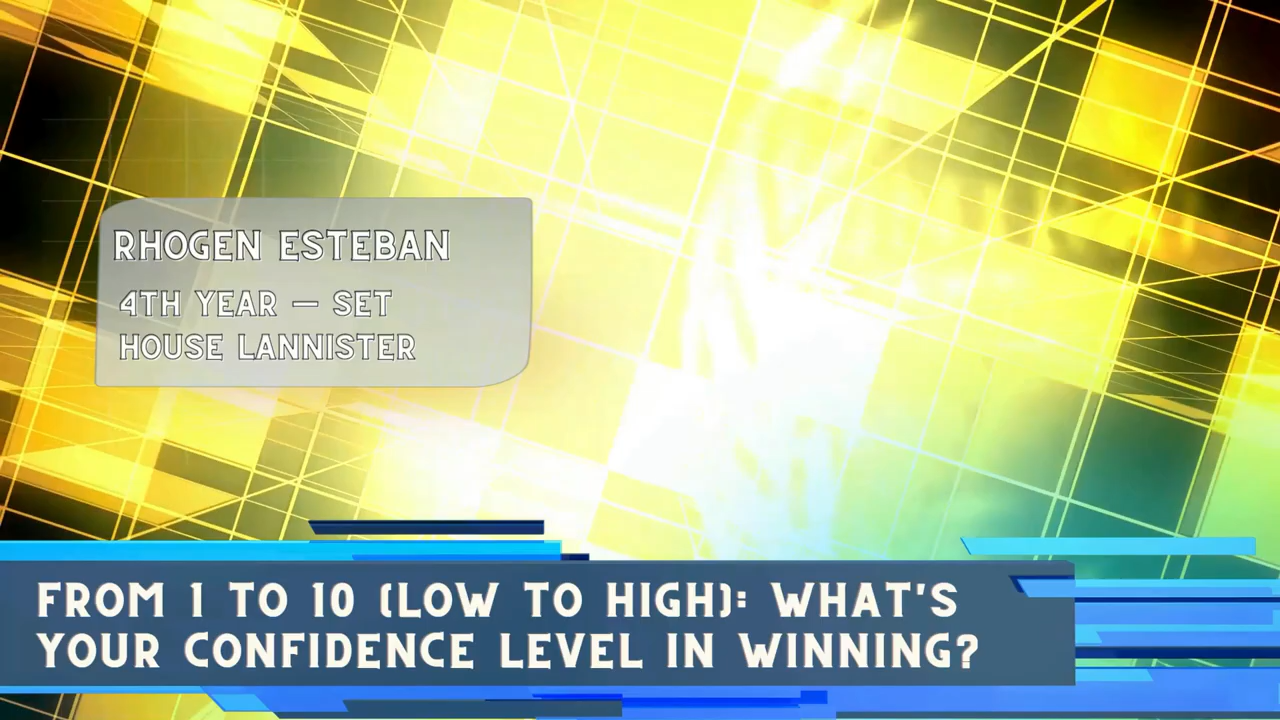 RHOGEN ESTEBAN
4TH YEAR – SET
HOUSE LANNISTER
FROM 1 TO 10 (LOW TO HIGH): WHAT'S
YOUR CONFIDENCE LEVEL IN WINNING?